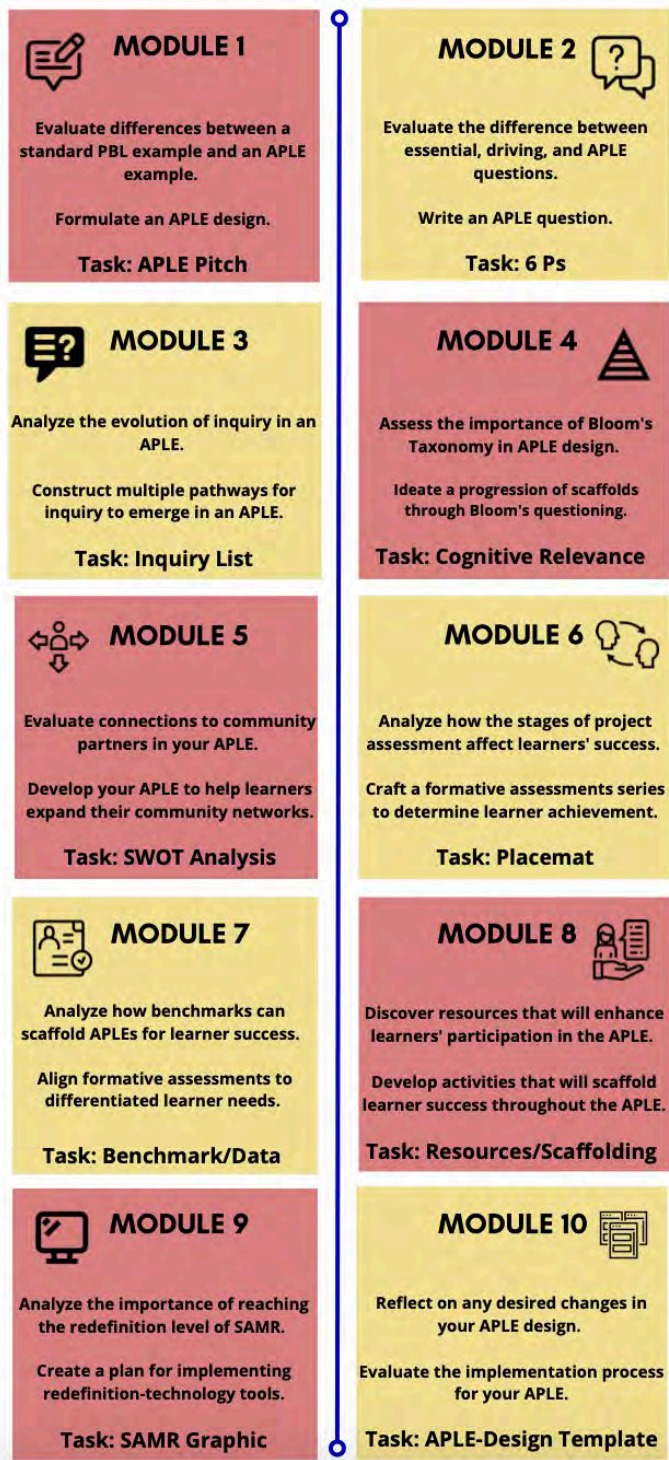 MODULE 1
Evaluate differences between a
standard PBL example and an APLE
example.
Formulate an APLE design.
Task: APLE Pitch
MODULE 2
?
Evaluate the difference between
essential, driving, and APLE
questions.
Write an APLE question.
Task: 6 Ps
MODULE 3
?
Analyze the evolution of inquiry in an
APLE.
Construct multiple pathways for
inquiry to emerge in an APLE.
Task: Inquiry List
MODULE 4
Assess the importance of Bloom's
Taxonomy in APLE design.
Ideate a progression of scaffolds
through Bloom's questioning.
Task: Cognitive Relevance
MODULE 5
Evaluate connections to community
partners in your APLE.
Develop your APLE to help learners
expand their community networks.
Task: SWOT Analysis
MODULE 6
Analyze how the stages of project
assessment affect learners' success.
Craft a formative assessments series
to determine learner achievement.
Task: Placemat
MODULE 7
Analyze how benchmarks can
scaffold APLEs for learner success.
Align formative assessments to
differentiated learner needs.
Task: Benchmark/Data
MODULE 8
Discover resources that will enhance
learners' participation in the APLE.
Develop activities that will scaffold
learner success throughout the APLE.
Task: Resources/Scaffolding
MODULE 9
Analyze the importance of reaching
the redefinition level of SAMR.
Create a plan for implementing
redefinition-technology tools.
Task: SAMR Graphic
MODULE 10
Reflect on any desired changes in
your APLE design.
Evaluate the implementation process
for your APLE.
Task: APLE-Design Template